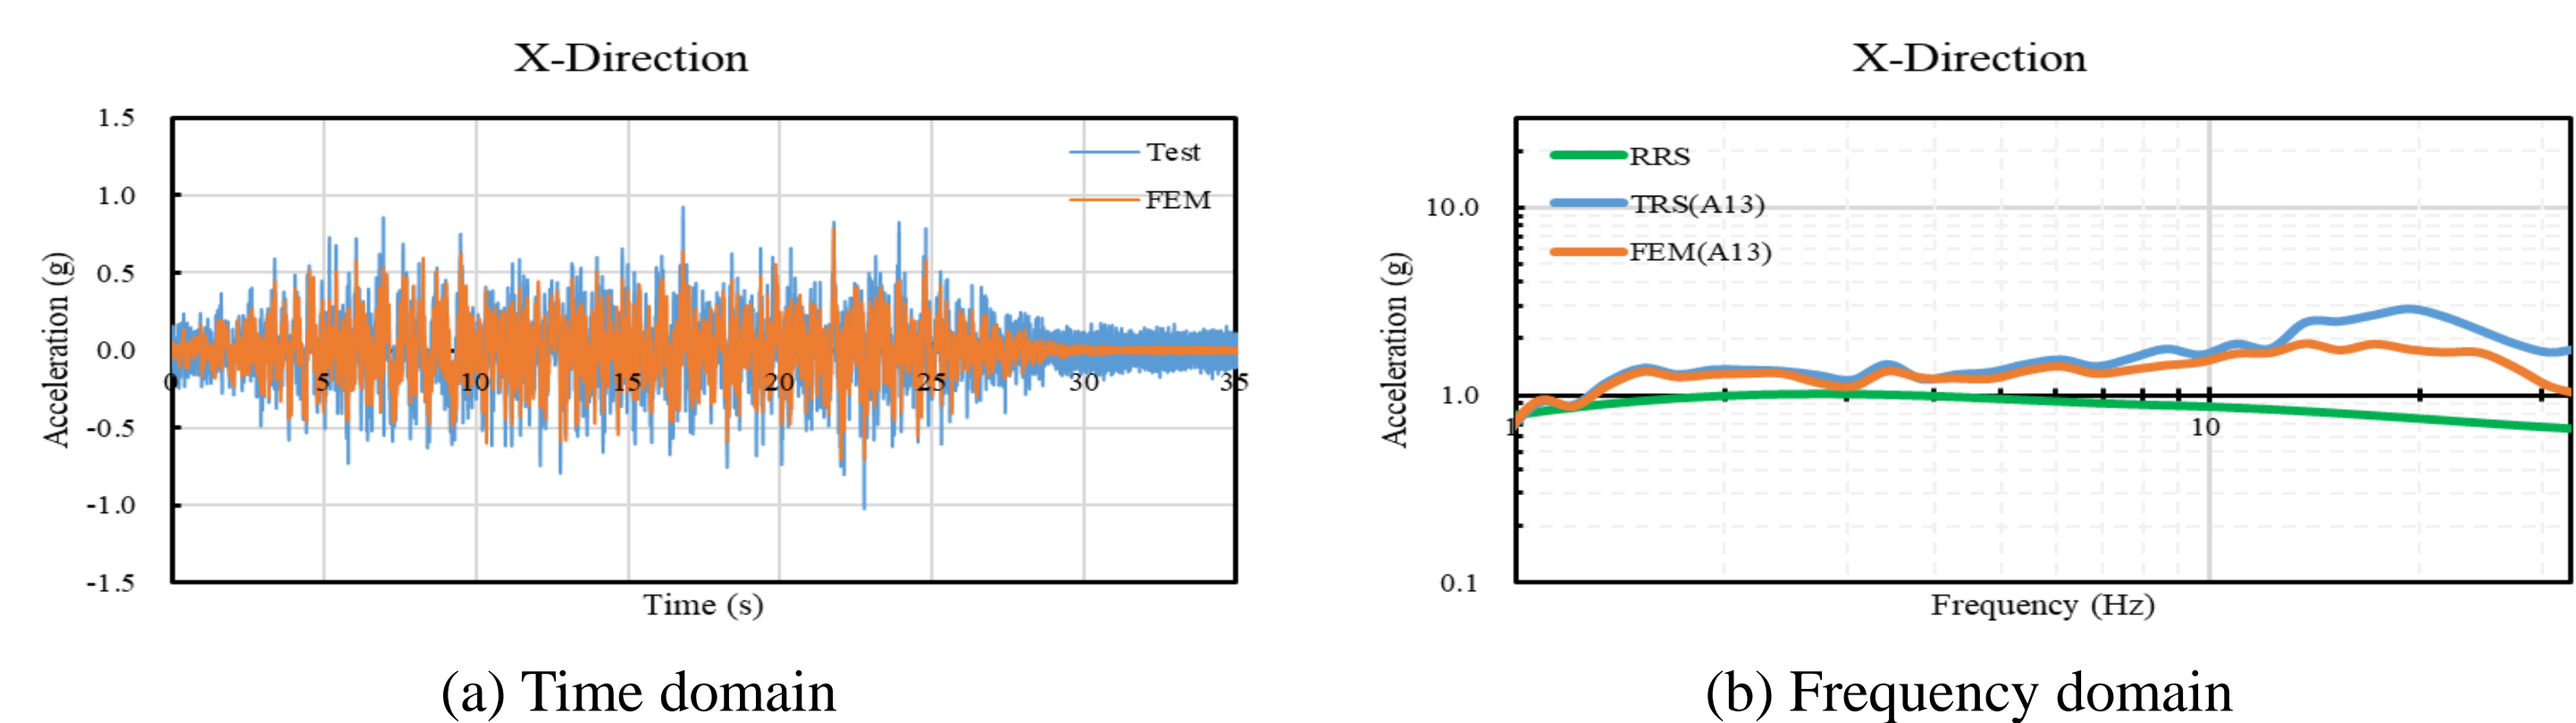 X-Direction
1.5
1.0
0.5
0.0
-0.5
-1.0
-1.5
Acceleration (g)
0 5 10 15 20 25 30 35
Time (s)
Test
FEM
(a) Time domain
X-Direction
10.0
1.0
0.1
Acceleration (g)
1 10
Frequency (Hz)
RRS
TRS(A13)
FEM(A13)
(b) Frequency domain